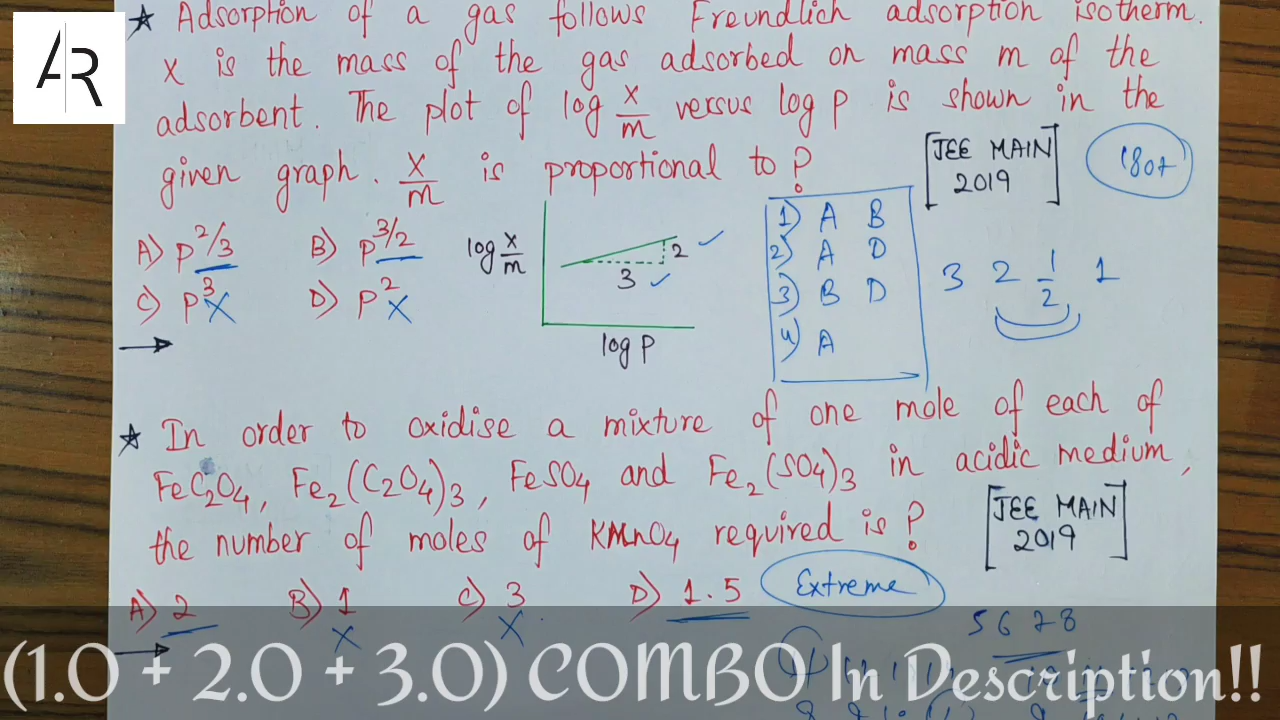 AR
★ Adsorption of a gas follows Freundlich adsorption isotherm.
x is the mass of the gas adsorbed on mass m of the
adsorbent. The plot of log x/m versus log p is shown in the
given graph. x/m is proportional to ?
[JEE MAIN 2019]
180+
A) p^2/3 B) p^3/2
C) p^3 x D) p^2 x
log x/m
2
3
log P
1) A B
2) A D
3) B D
4) A
3 2 1/2 1
★ In order to oxidise a mixture of one mole of each of
FeC2O4, Fe2(C2O4)3, FeSO4 and Fe2(SO4)3 in acidic medium,
the number of moles of KMnO4 required is ?
[JEE MAIN 2019]
A) 2 B) 1 C) 3 D) 1.5
x x
Extreme
5 6 7 8
(1.0 + 2.0 + 3.0) COMBO In Description!!